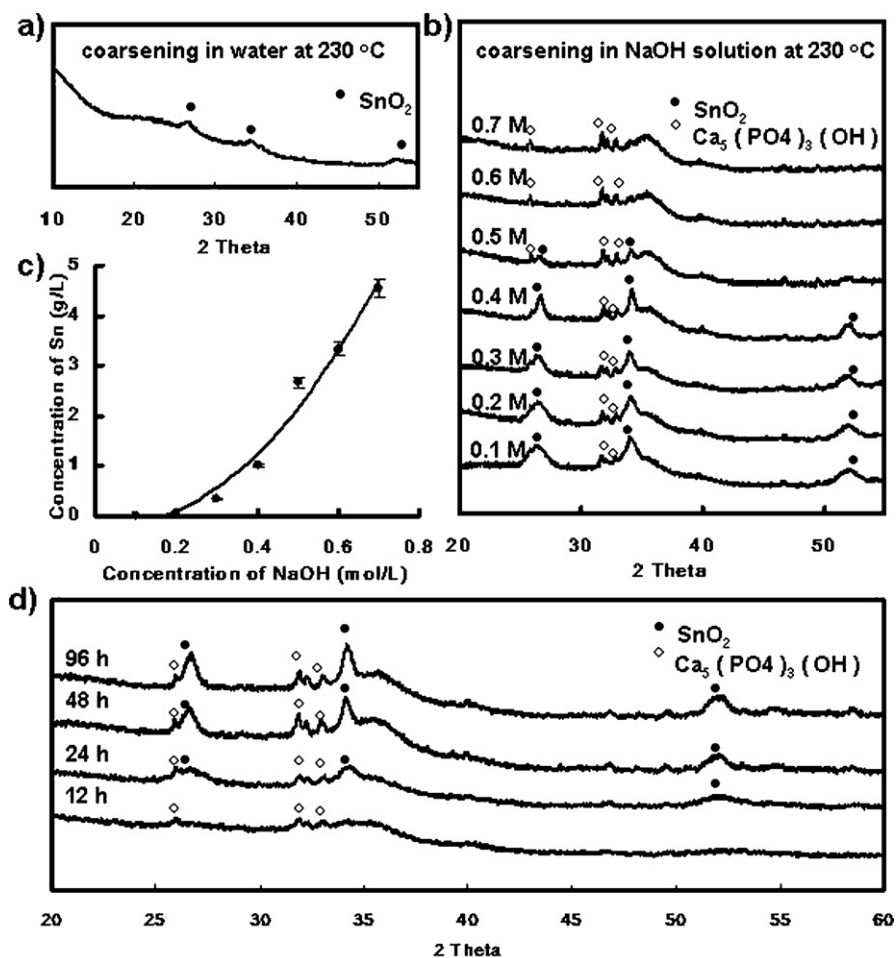 a)
coarsening in water at 230 °C
SnO2
10 20 30 40 50
2 Theta
b)
coarsening in NaOH solution at 230 °C
SnO2
Ca5 (PO4)3 (OH)
0.7 M
0.6 M
0.5 M
0.4 M
0.3 M
0.2 M
0.1 M
20 30 40 50
2 Theta
c)
Concentration of Sn (g/L)
5
4
3
2
1
0
0 0.2 0.4 0.6 0.8
Concentration of NaOH (mol/L)
d)
SnO2
Ca5 (PO4)3 (OH)
96 h
48 h
24 h
12 h
20 25 30 35 40 45 50 55 60
2 Theta